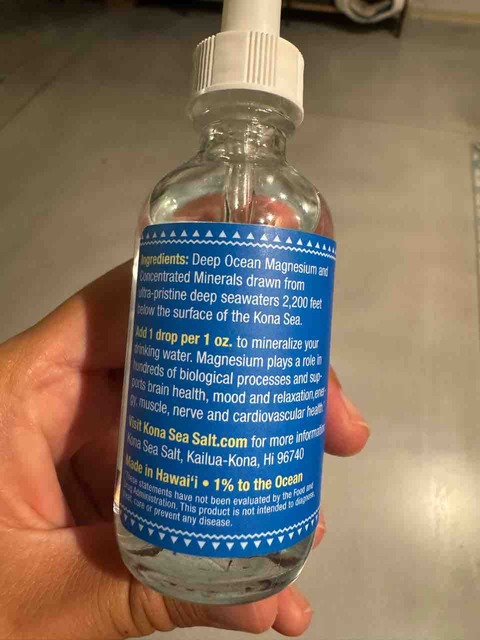 Ingredients: Deep Ocean Magnesium and
Concentrated Minerals drawn from
ultra-pristine deep seawaters 2,200 feet
below the surface of the Kona Sea.
Add 1 drop per 1 oz. to mineralize your
drinking water. Magnesium plays a role in
hundreds of biological processes and sup-
ports brain health, mood and relaxation,ener-
gy, muscle, nerve and cardiovascular health.
Visit Kona Sea Salt.com for more information
Kona Sea Salt, Kailua-Kona, Hi 96740
Made in Hawai‘i • 1% to the Ocean
These statements have not been evaluated by the Food and
Drug Administration. This product is not intended to diagnose,
treat, cure or prevent any disease.